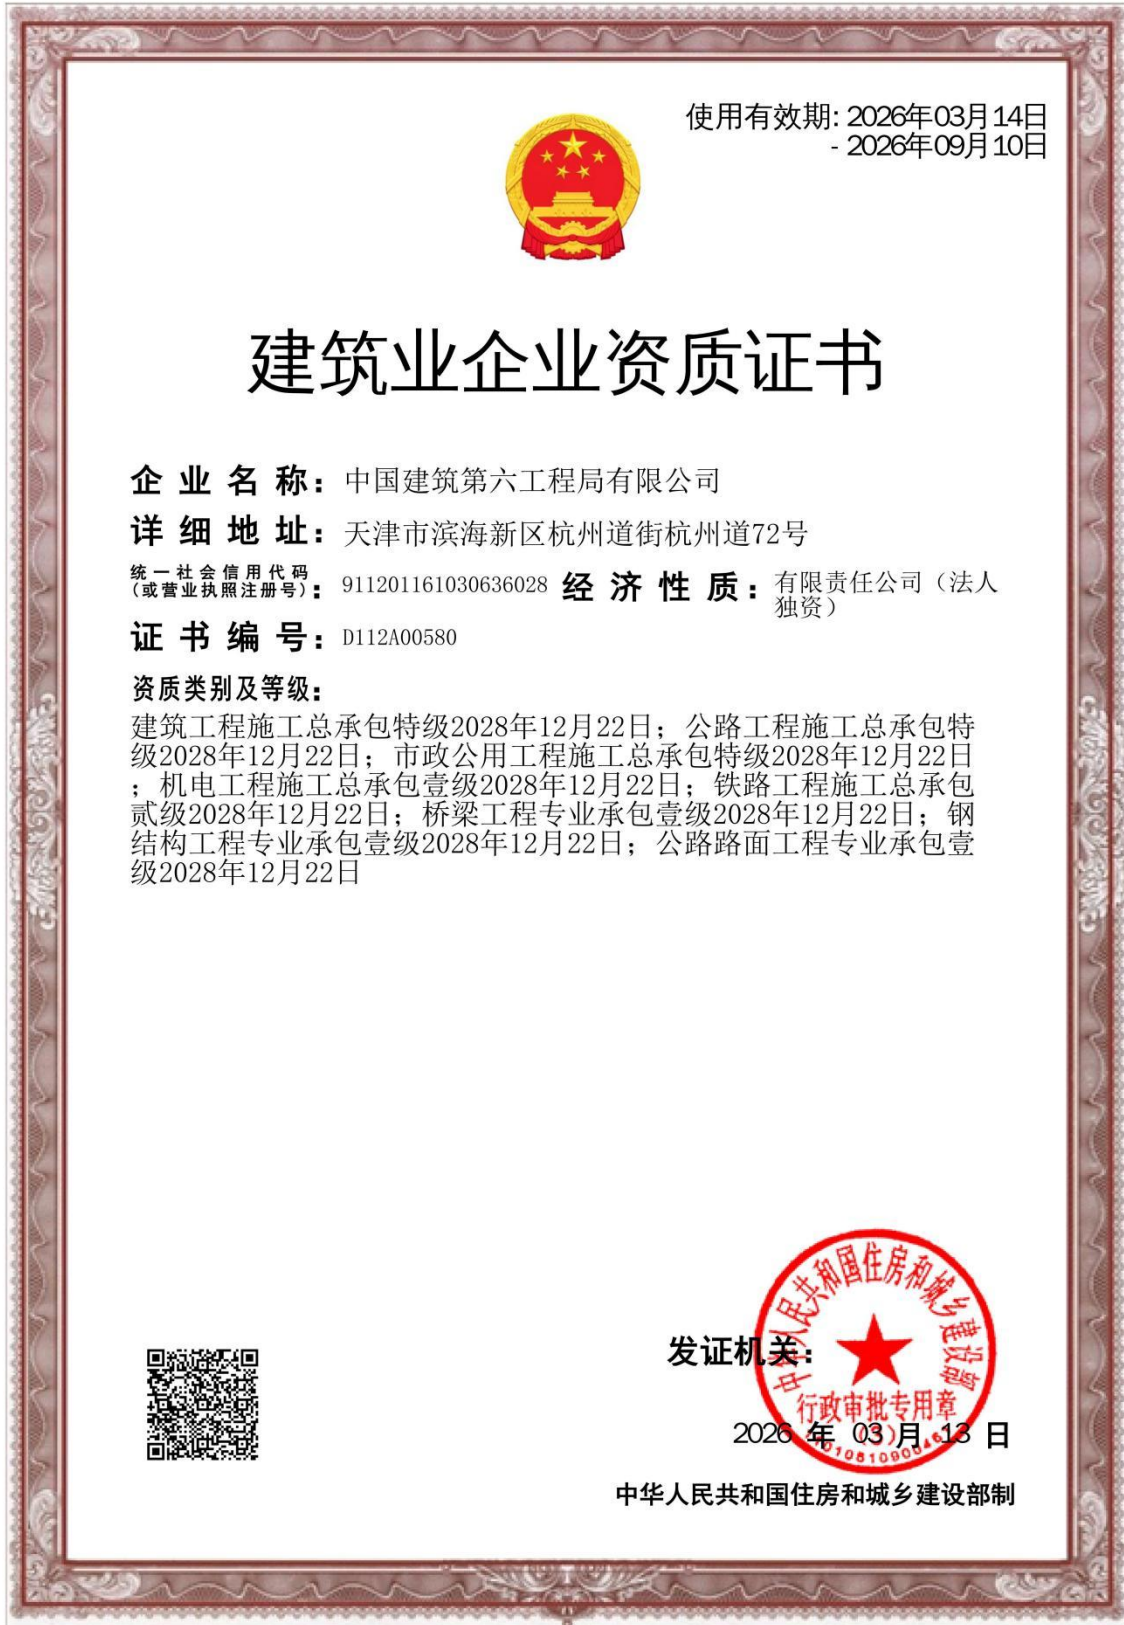 使用有效期: 2026年03月14日
- 2026年09月10日
建筑业企业资质证书
企业名称：中国建筑第六工程局有限公司
详细地址：天津市滨海新区杭州道街杭州道72号
统一社会信用代码
(或营业执照注册号)：911201161030636028 经济性质：有限责任公司（法人
独资）
证书编号：D112A00580
资质类别及等级：
建筑工程施工总承包特级2028年12月22日；公路工程施工总承包特
级2028年12月22日；市政公用工程施工总承包特级2028年12月22日
；机电工程施工总承包壹级2028年12月22日；铁路工程施工总承包
贰级2028年12月22日；桥梁工程专业承包壹级2028年12月22日；钢
结构工程专业承包壹级2028年12月22日；公路路面工程专业承包壹
级2028年12月22日
中华人民共和国住房和城乡建设部
发证机关：
行政审批专用章
2026 年 03 月 13 日
中华人民共和国住房和城乡建设部制